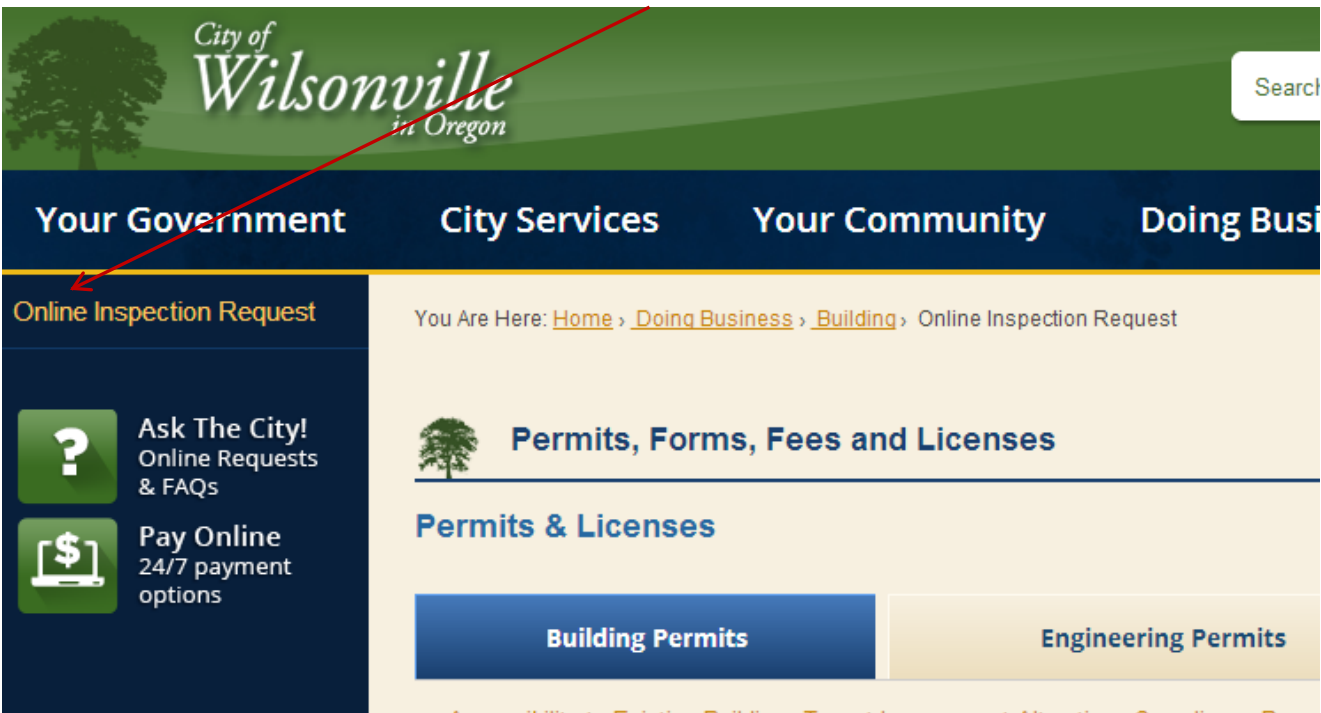 City of
Wilsonville
in Oregon
Search
Your Government
City Services
Your Community
Doing Busi
Online Inspection Request
You Are Here: Home › Doing Business › Building › Online Inspection Request
Ask The City!
Online Requests
& FAQs
Pay Online
24/7 payment
options
Permits, Forms, Fees and Licenses
Permits & Licenses
Building Permits
Engineering Permits